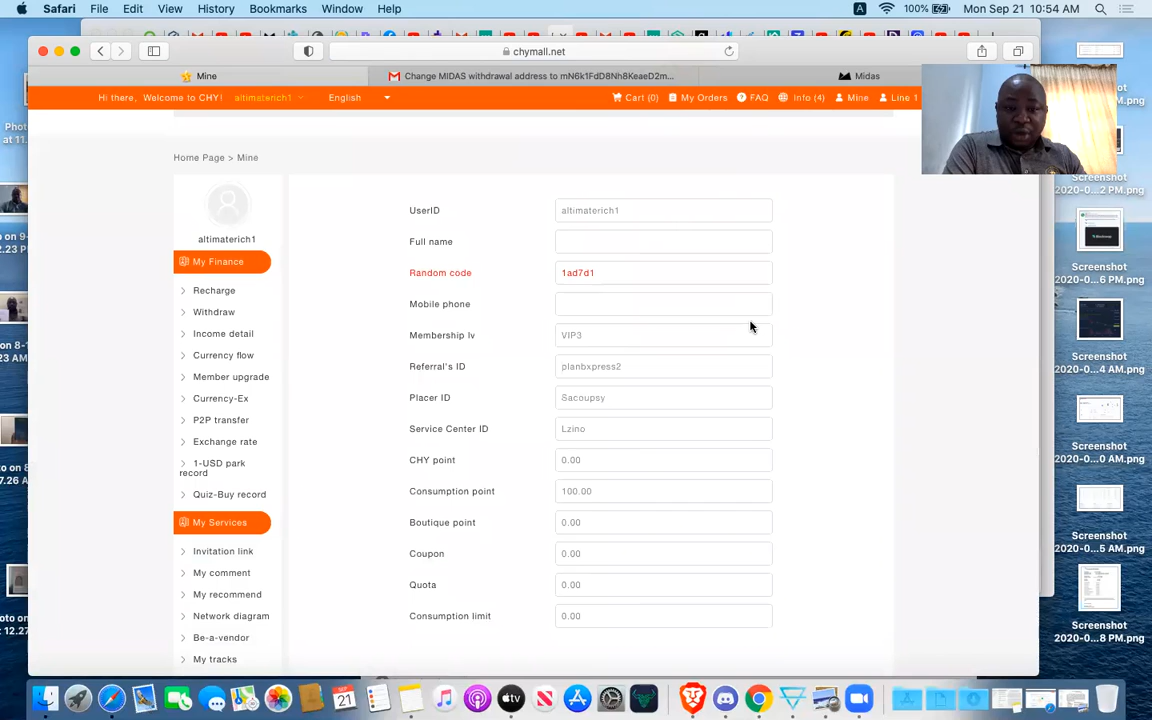 Safari File Edit View History Bookmarks Window Help A 100% Mon Sep 21 10:54 AM
chymall.net
Mine
Change MIDAS withdrawal address to mN6k1FdD8Nh8KeaeD2m...
Midas
Hi there, Welcome to CHY! altimaterich1 English Cart (0) My Orders FAQ Info (4) Mine Line 1
Home Page > Mine
altimaterich1
My Finance
Recharge
Withdraw
Income detail
Currency flow
Member upgrade
Currency-Ex
P2P transfer
Exchange rate
1-USD park
record
Quiz-Buy record
My Services
Invitation link
My comment
My recommend
Network diagram
Be-a-vendor
My tracks
UserID altimaterich1
Full name
Random code 1ad7d1
Mobile phone
Membership lv VIP3
Referral's ID planbxpress2
Placer ID Sacoupsy
Service Center ID Lzino
CHY point 0.00
Consumption point 100.00
Boutique point 0.00
Coupon 0.00
Quota 0.00
Consumption limit 0.00
Screenshot
2020-0...2 PM.png
Screenshot
2020-0...6 PM.png
Screenshot
2020-0...4 AM.png
Screenshot
2020-0...0 AM.png
Screenshot
2020-0...5 AM.png
Screenshot
2020-0...8 PM.png
SEP
21